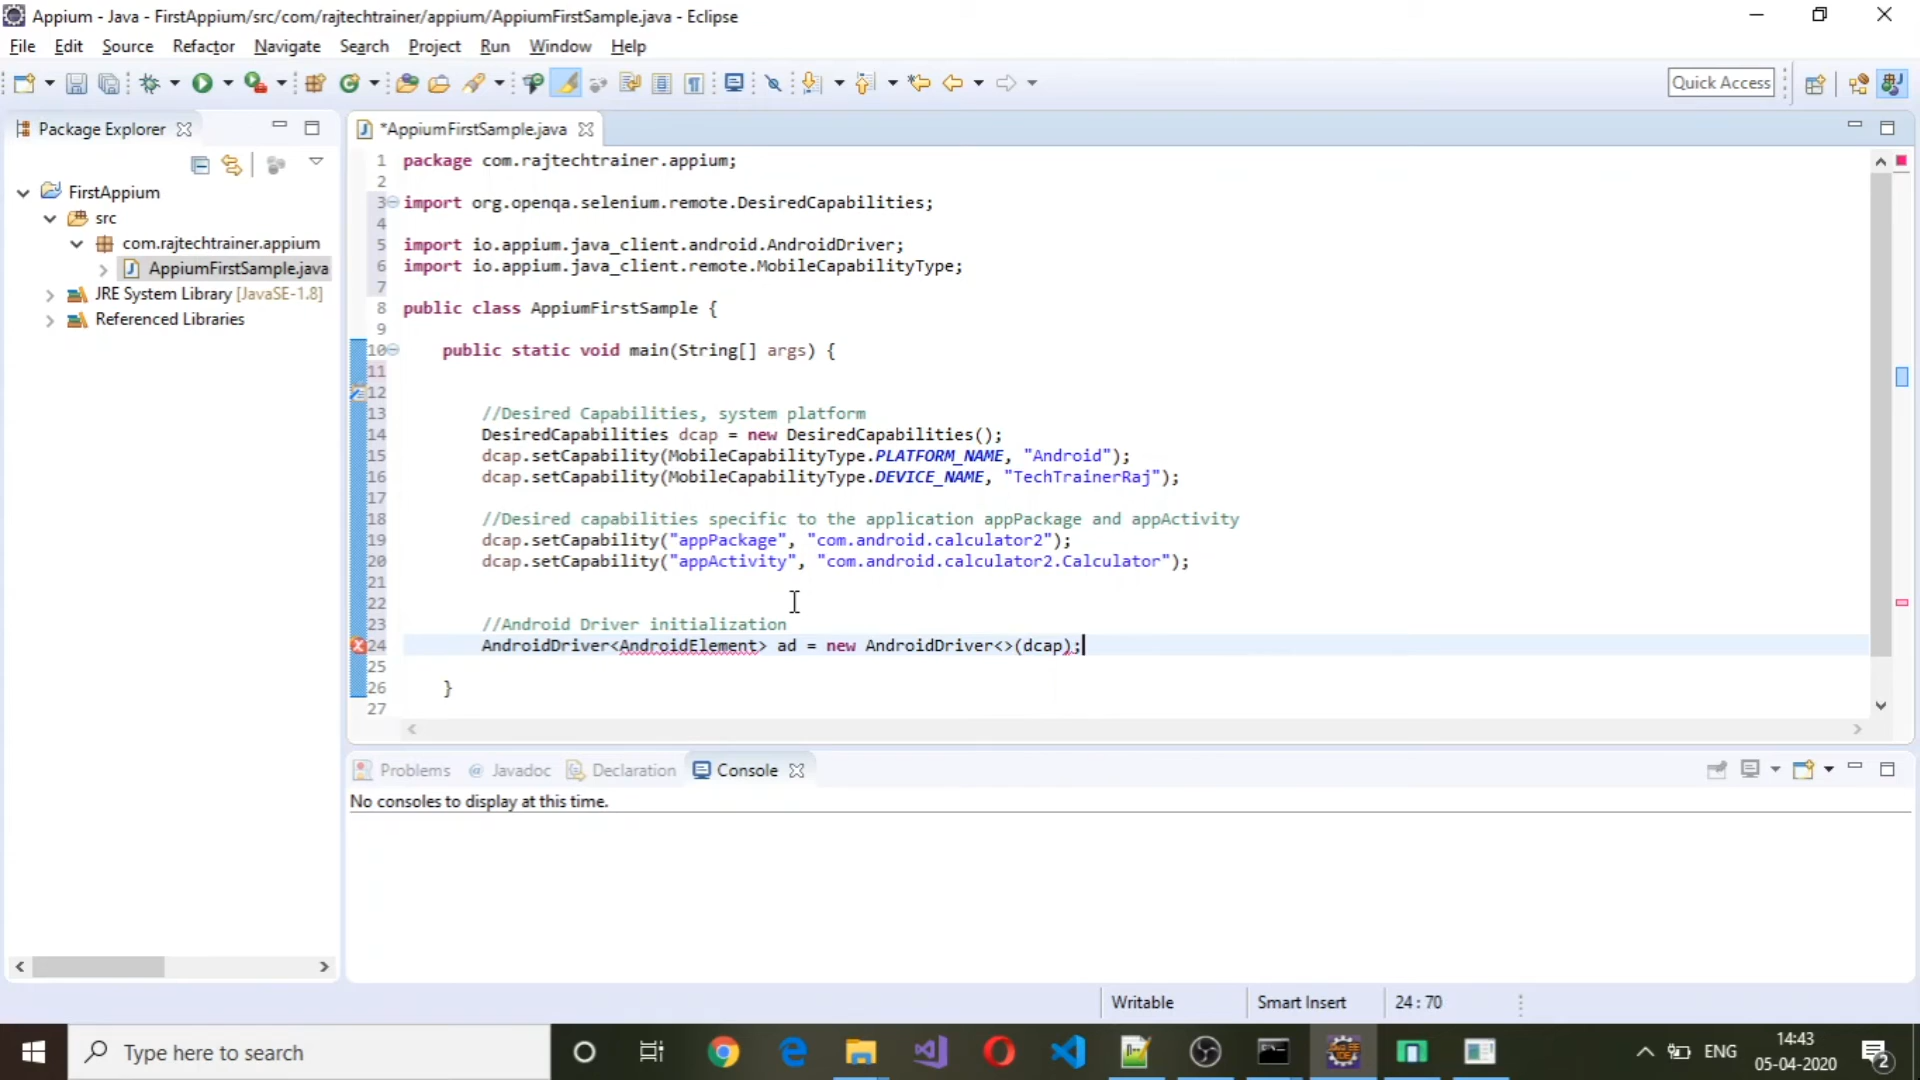 Appium - Java - FirstAppium/src/com/rajtechtrainer/appium/AppiumFirstSample.java - Eclipse
File Edit Source Refactor Navigate Search Project Run Window Help
Quick Access
Package Explorer
FirstAppium
src
com.rajtechtrainer.appium
AppiumFirstSample.java
JRE System Library [JavaSE-1.8]
Referenced Libraries
*AppiumFirstSample.java
1 package com.rajtechtrainer.appium;
2
3 import org.openqa.selenium.remote.DesiredCapabilities;
4
5 import io.appium.java_client.android.AndroidDriver;
6 import io.appium.java_client.remote.MobileCapabilityType;
7
8 public class AppiumFirstSample {
9
10 public static void main(String[] args) {
11
12
13 //Desired Capabilities, system platform
14 DesiredCapabilities dcap = new DesiredCapabilities();
15 dcap.setCapability(MobileCapabilityType.PLATFORM_NAME, "Android");
16 dcap.setCapability(MobileCapabilityType.DEVICE_NAME, "TechTrainerRaj");
17
18 //Desired capabilities specific to the application appPackage and appActivity
19 dcap.setCapability("appPackage", "com.android.calculator2");
20 dcap.setCapability("appActivity", "com.android.calculator2.Calculator");
21
22
23 //Android Driver initialization
24 AndroidDriver<AndroidElement> ad = new AndroidDriver<>(dcap);
25
26 }
27
Problems Javadoc Declaration Console
No consoles to display at this time.
Writable Smart Insert 24 : 70
Type here to search
ENG
14:43
05-04-2020
2